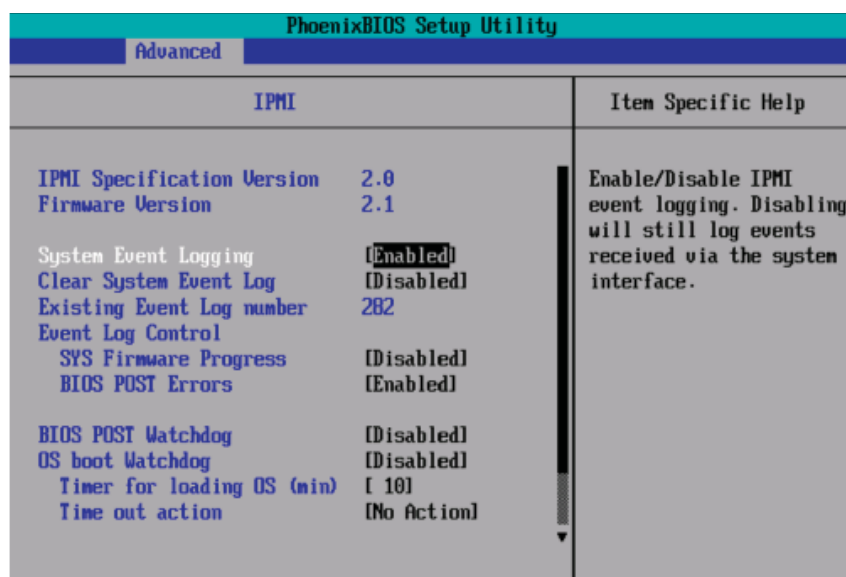 PhoenixBIOS Setup Utility
Advanced
IPMI
IPMI Specification Version 2.0
Firmware Version 2.1
System Event Logging [Enabled]
Clear System Event Log [Disabled]
Existing Event Log number 282
Event Log Control
SYS Firmware Progress [Disabled]
BIOS POST Errors [Enabled]
BIOS POST Watchdog [Disabled]
OS boot Watchdog [Disabled]
Timer for loading OS (min) [ 10]
Time out action [No Action]
Item Specific Help
Enable/Disable IPMI
event logging. Disabling
will still log events
received via the system
interface.